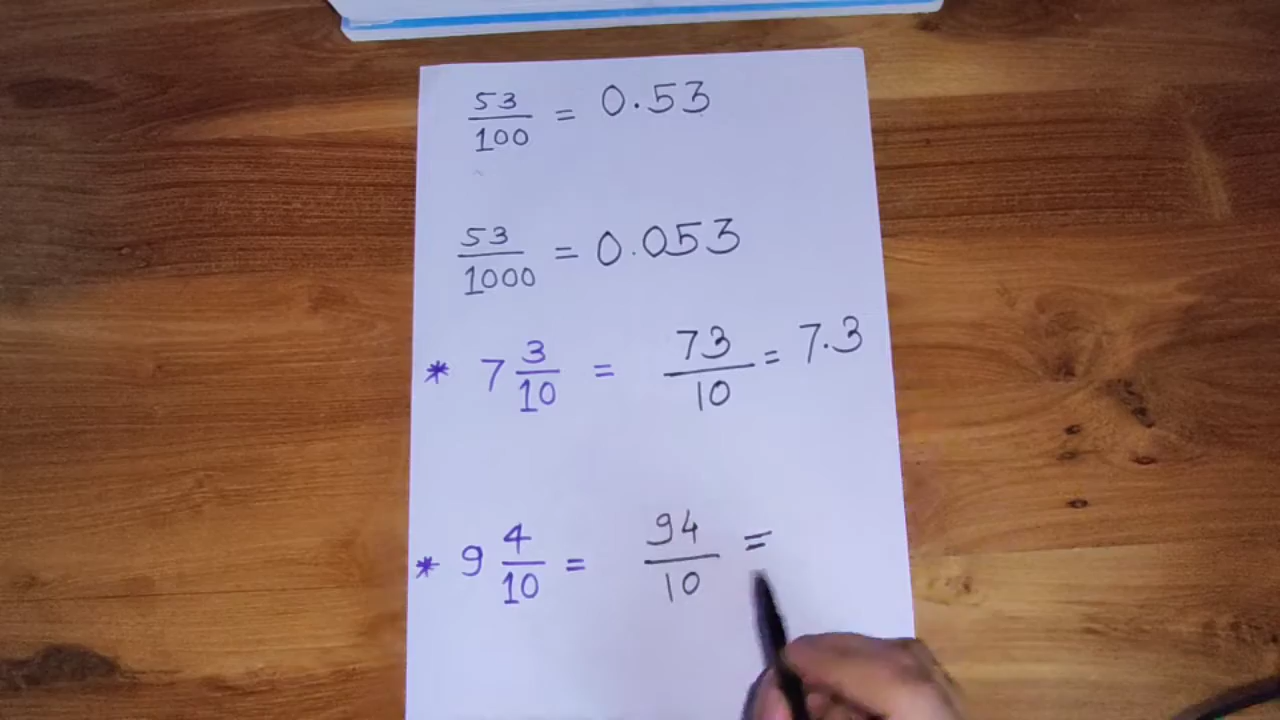 53/100 = 0.53
53/1000 = 0.053
* 7 3/10 = 73/10 = 7.3
* 9 4/10 = 94/10 =